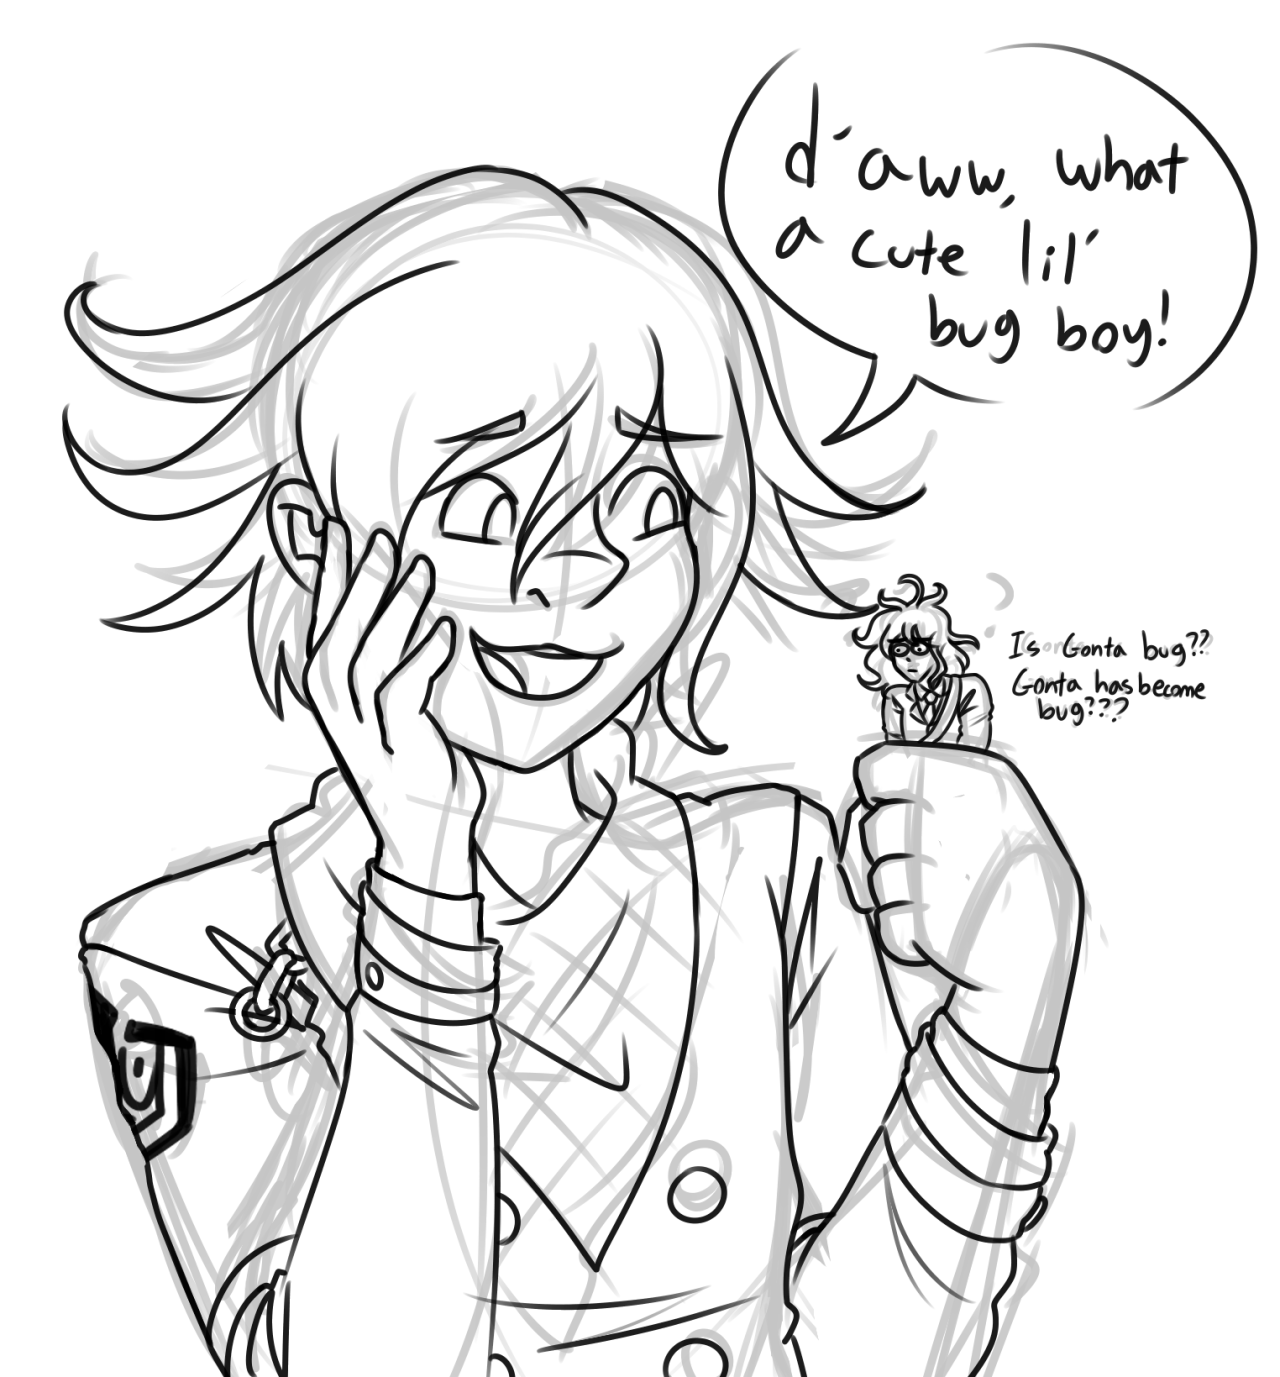 d'aww, what
a cute lil'
bug boy!
Is Gonta bug??
Gonta has become
bug???